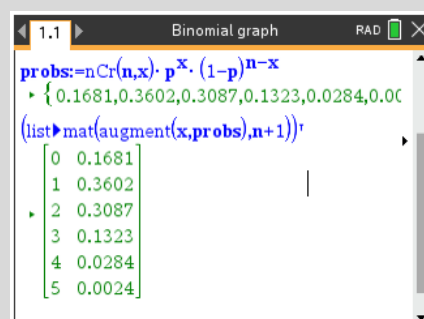 1.1 Binomial graph RAD
probs:=nCr(n,x)· p^x· (1−p)^n−x
{0.1681,0.3602,0.3087,0.1323,0.0284,0.00
(list▶mat(augment(x,probs),n+1))ᵀ
0 0.1681
1 0.3602
2 0.3087
3 0.1323
4 0.0284
5 0.0024